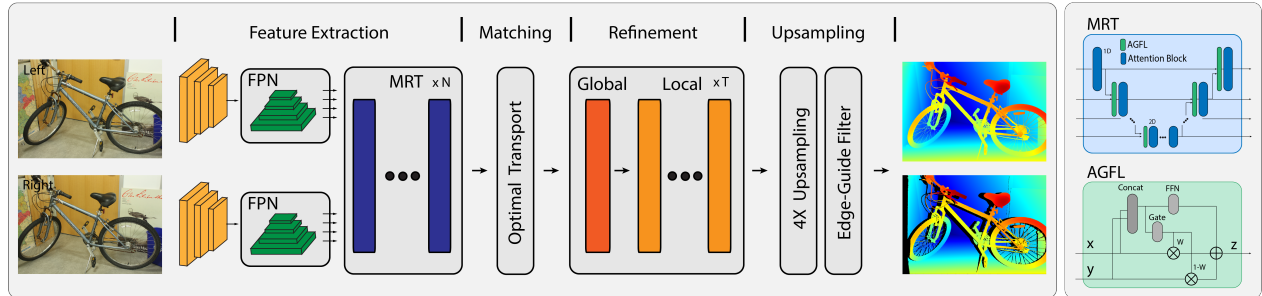 Feature Extraction
Matching
Refinement
Upsampling
Left
FPN
MRT x N
Right
FPN
Optimal Transport
Global
Local x T
4X Upsampling
Edge-Guide Filter
MRT
AGFL
Attention Block
1D
2D
AGFL
Concat
FFN
Gate
x
W
z
y
1-W